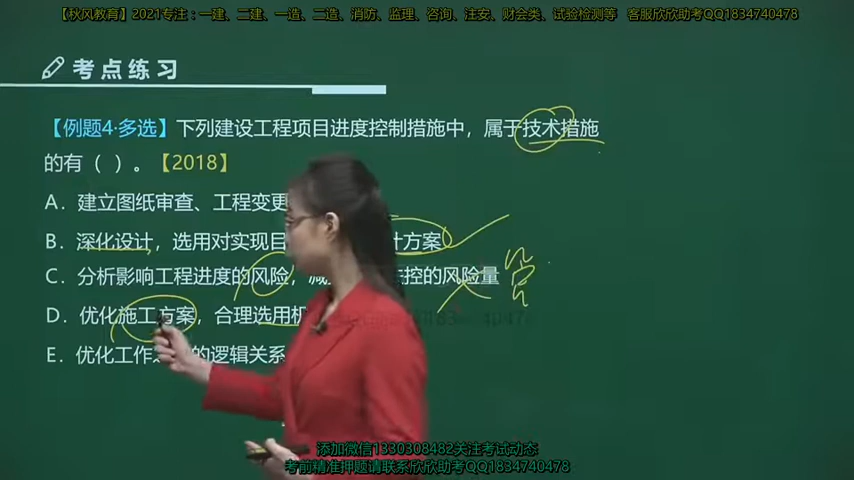 【秋风教育】2021专注：一建、二建、一造、二造、消防、监理、咨询、注安、财会类、试验检测等 客服欣欣助考QQ1834740478
考点练习
【例题4·多选】下列建设工程项目进度控制措施中，属于技术措施
的有（ ）。【2018】
A．建立图纸审查、工程变更
B．深化设计，选用对实现目 计方案
C．分析影响工程进度的风险，减 失控的风险量
D．优化施工方案，合理选用机
E．优化工作 的逻辑关系
添加微信1330308482关注考试动态
考前精准押题请联系欣欣助考QQ1834740478